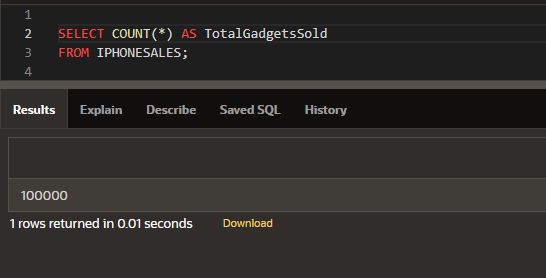 1
2 SELECT COUNT(*) AS TotalGadgetsSold
3 FROM IPHONESALES;
4
Results Explain Describe Saved SQL History
100000
1 rows returned in 0.01 seconds Download